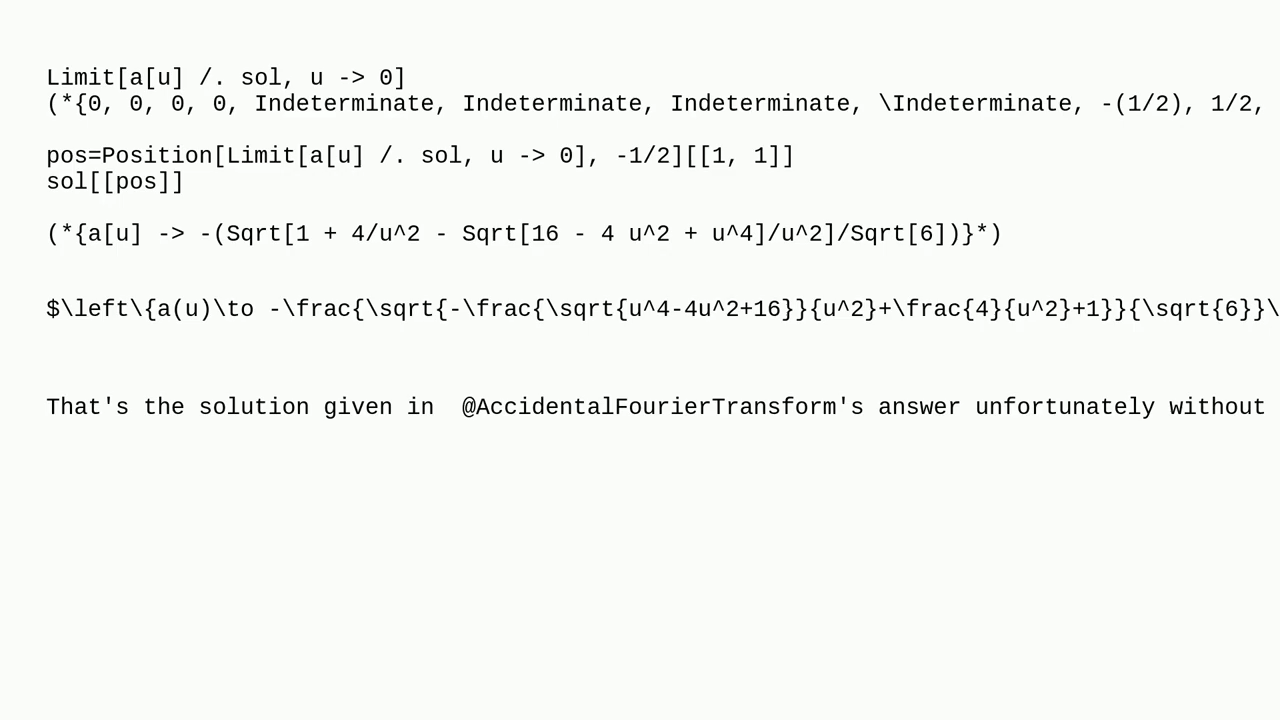 Limit[a[u] /. sol, u -> 0]
(*{0, 0, 0, 0, Indeterminate, Indeterminate, Indeterminate, \Indeterminate, -(1/2), 1/2,
pos=Position[Limit[a[u] /. sol, u -> 0], -1/2][[1, 1]]
sol[[pos]]
(*{a[u] -> -(Sqrt[1 + 4/u^2 - Sqrt[16 - 4 u^2 + u^4]/u^2]/Sqrt[6])}*)
$\left\{a(u)\to -\frac{\sqrt{-\frac{\sqrt{u^4-4u^2+16}}{u^2}+\frac{4}{u^2}+1}}{\sqrt{6}}\
That's the solution given in  @AccidentalFourierTransform's answer unfortunately without